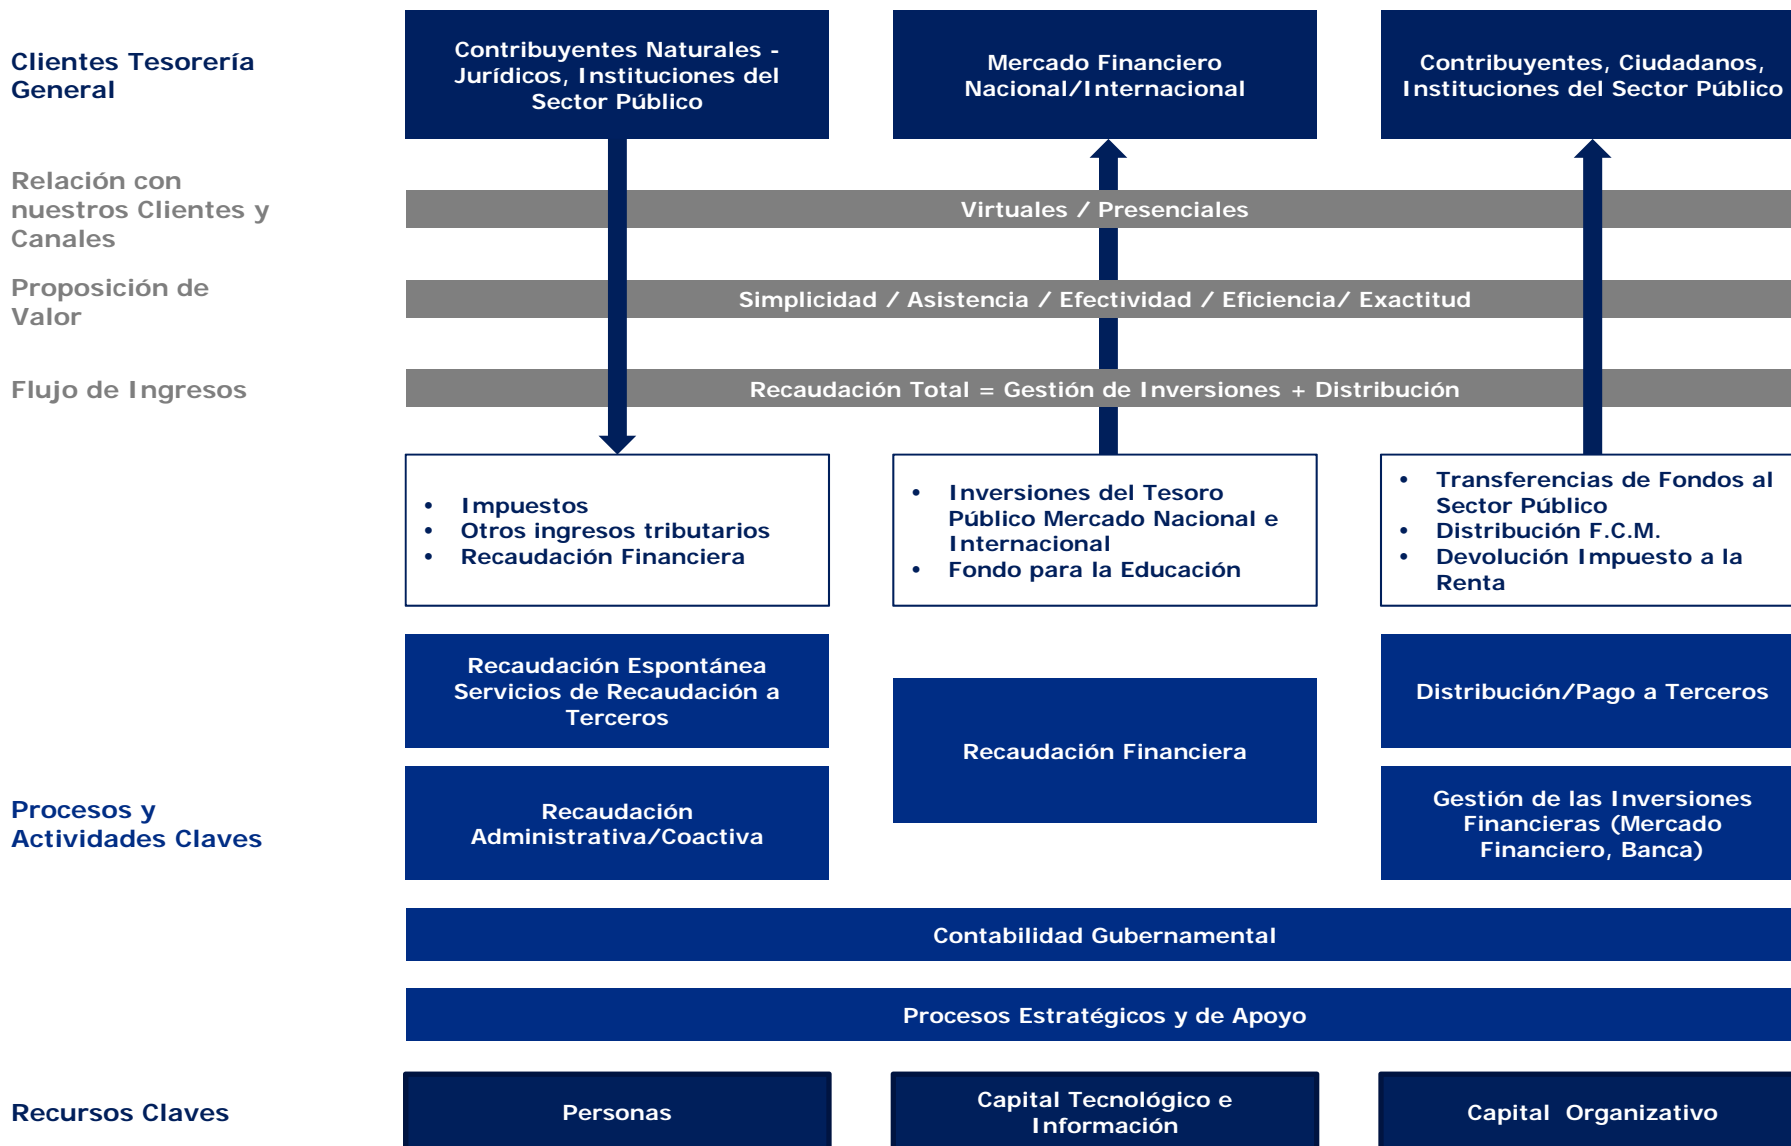 Clientes Tesorería
General
Contribuyentes Naturales -
Jurídicos, Instituciones del
Sector Público
Mercado Financiero
Nacional/Internacional
Contribuyentes, Ciudadanos,
Instituciones del Sector Público
Relación con
nuestros Clientes y
Canales
Virtuales / Presenciales
Proposición de
Valor
Simplicidad / Asistencia / Efectividad / Eficiencia/ Exactitud
Flujo de Ingresos
Recaudación Total = Gestión de Inversiones + Distribución
• Impuestos
• Otros ingresos tributarios
• Recaudación Financiera
• Inversiones del Tesoro
Público Mercado Nacional e
Internacional
• Fondo para la Educación
• Transferencias de Fondos al
Sector Público
• Distribución F.C.M.
• Devolución Impuesto a la
Renta
Procesos y
Actividades Claves
Recaudación Espontánea
Servicios de Recaudación a
Terceros
Recaudación
Administrativa/Coactiva
Recaudación Financiera
Distribución/Pago a Terceros
Gestión de las Inversiones
Financieras (Mercado
Financiero, Banca)
Contabilidad Gubernamental
Procesos Estratégicos y de Apoyo
Recursos Claves
Personas
Capital Tecnológico e
Información
Capital Organizativo